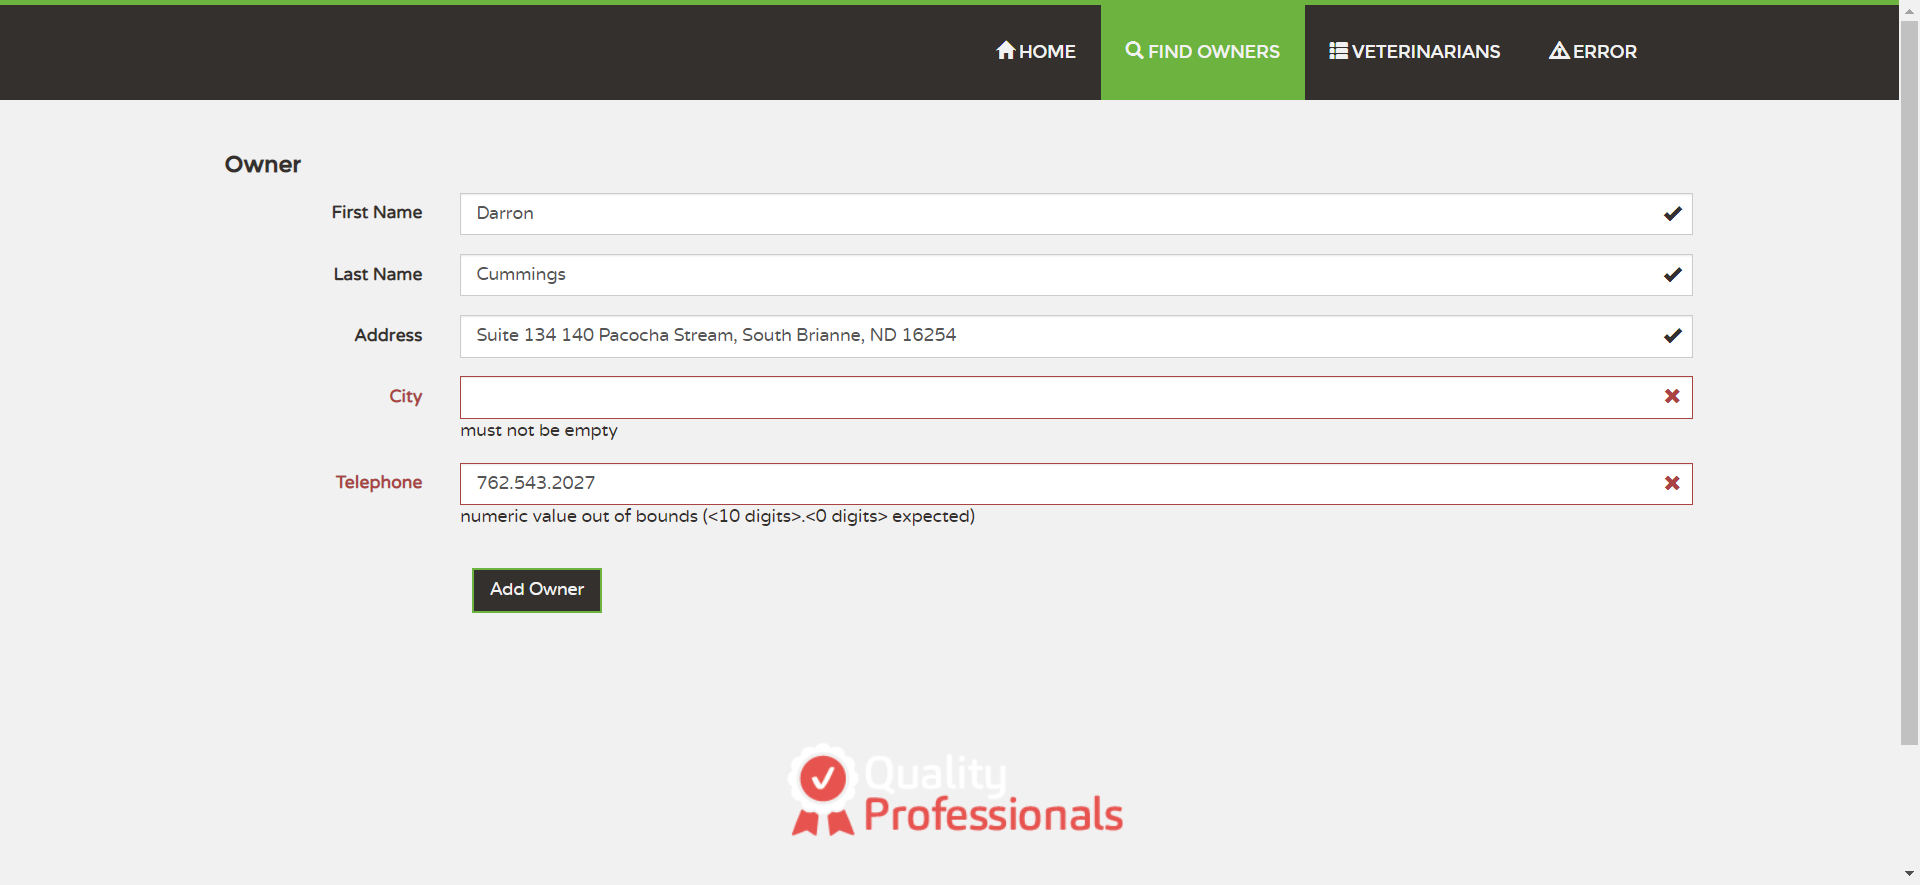 HOME FIND OWNERS VETERINARIANS ERROR
Owner
First Name Darron
Last Name Cummings
Address Suite 134 140 Pacocha Stream, South Brianne, ND 16254
City
must not be empty
Telephone 762.543.2027
numeric value out of bounds (<10 digits>.<0 digits> expected)
Add Owner
Quality
Professionals